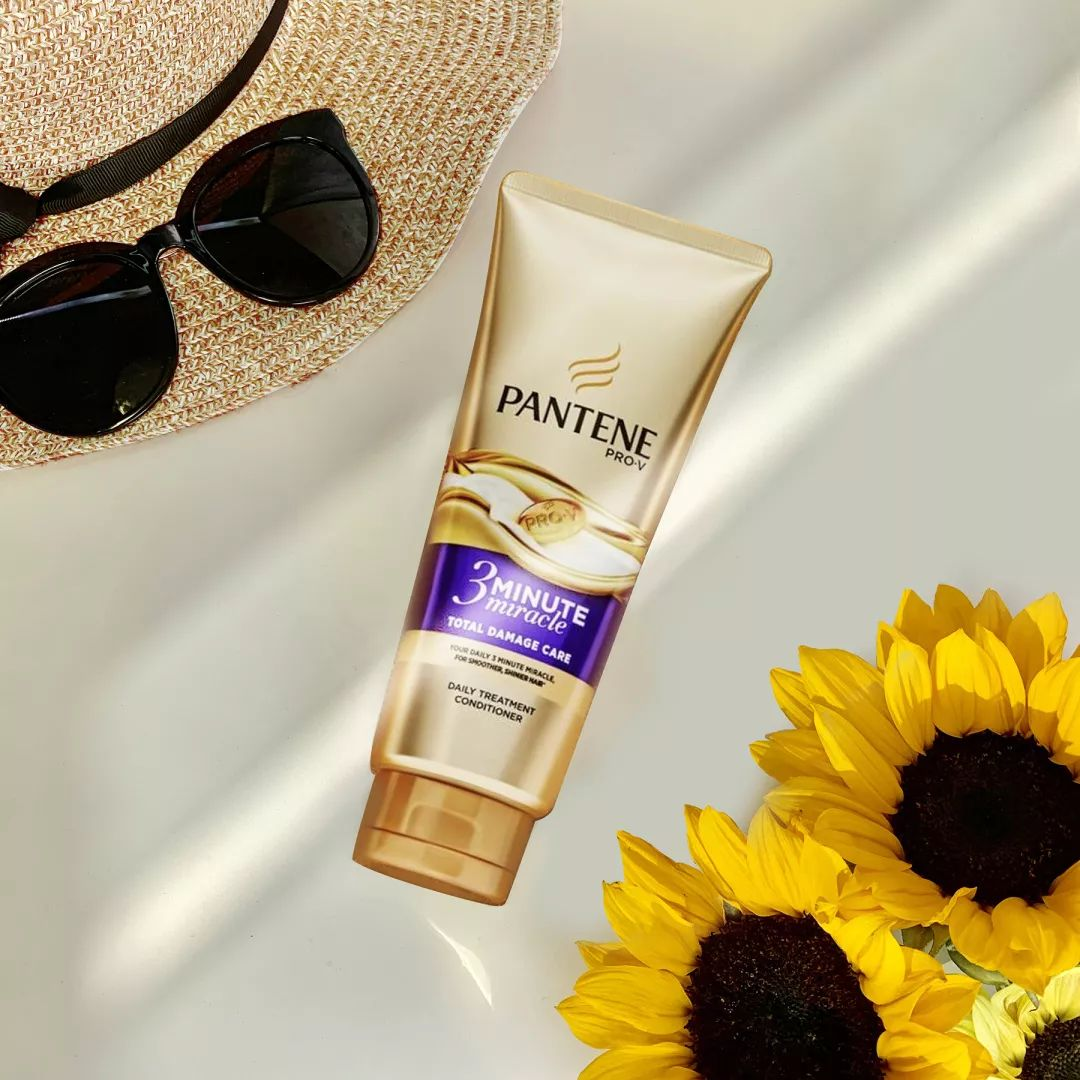 PANTENE
PRO-V
PRO-V
3 MINUTE
miracle
TOTAL DAMAGE CARE
YOUR DAILY 3 MINUTE MIRACLE,
FOR SMOOTHER, SHINIER HAIR*
DAILY TREATMENT
CONDITIONER